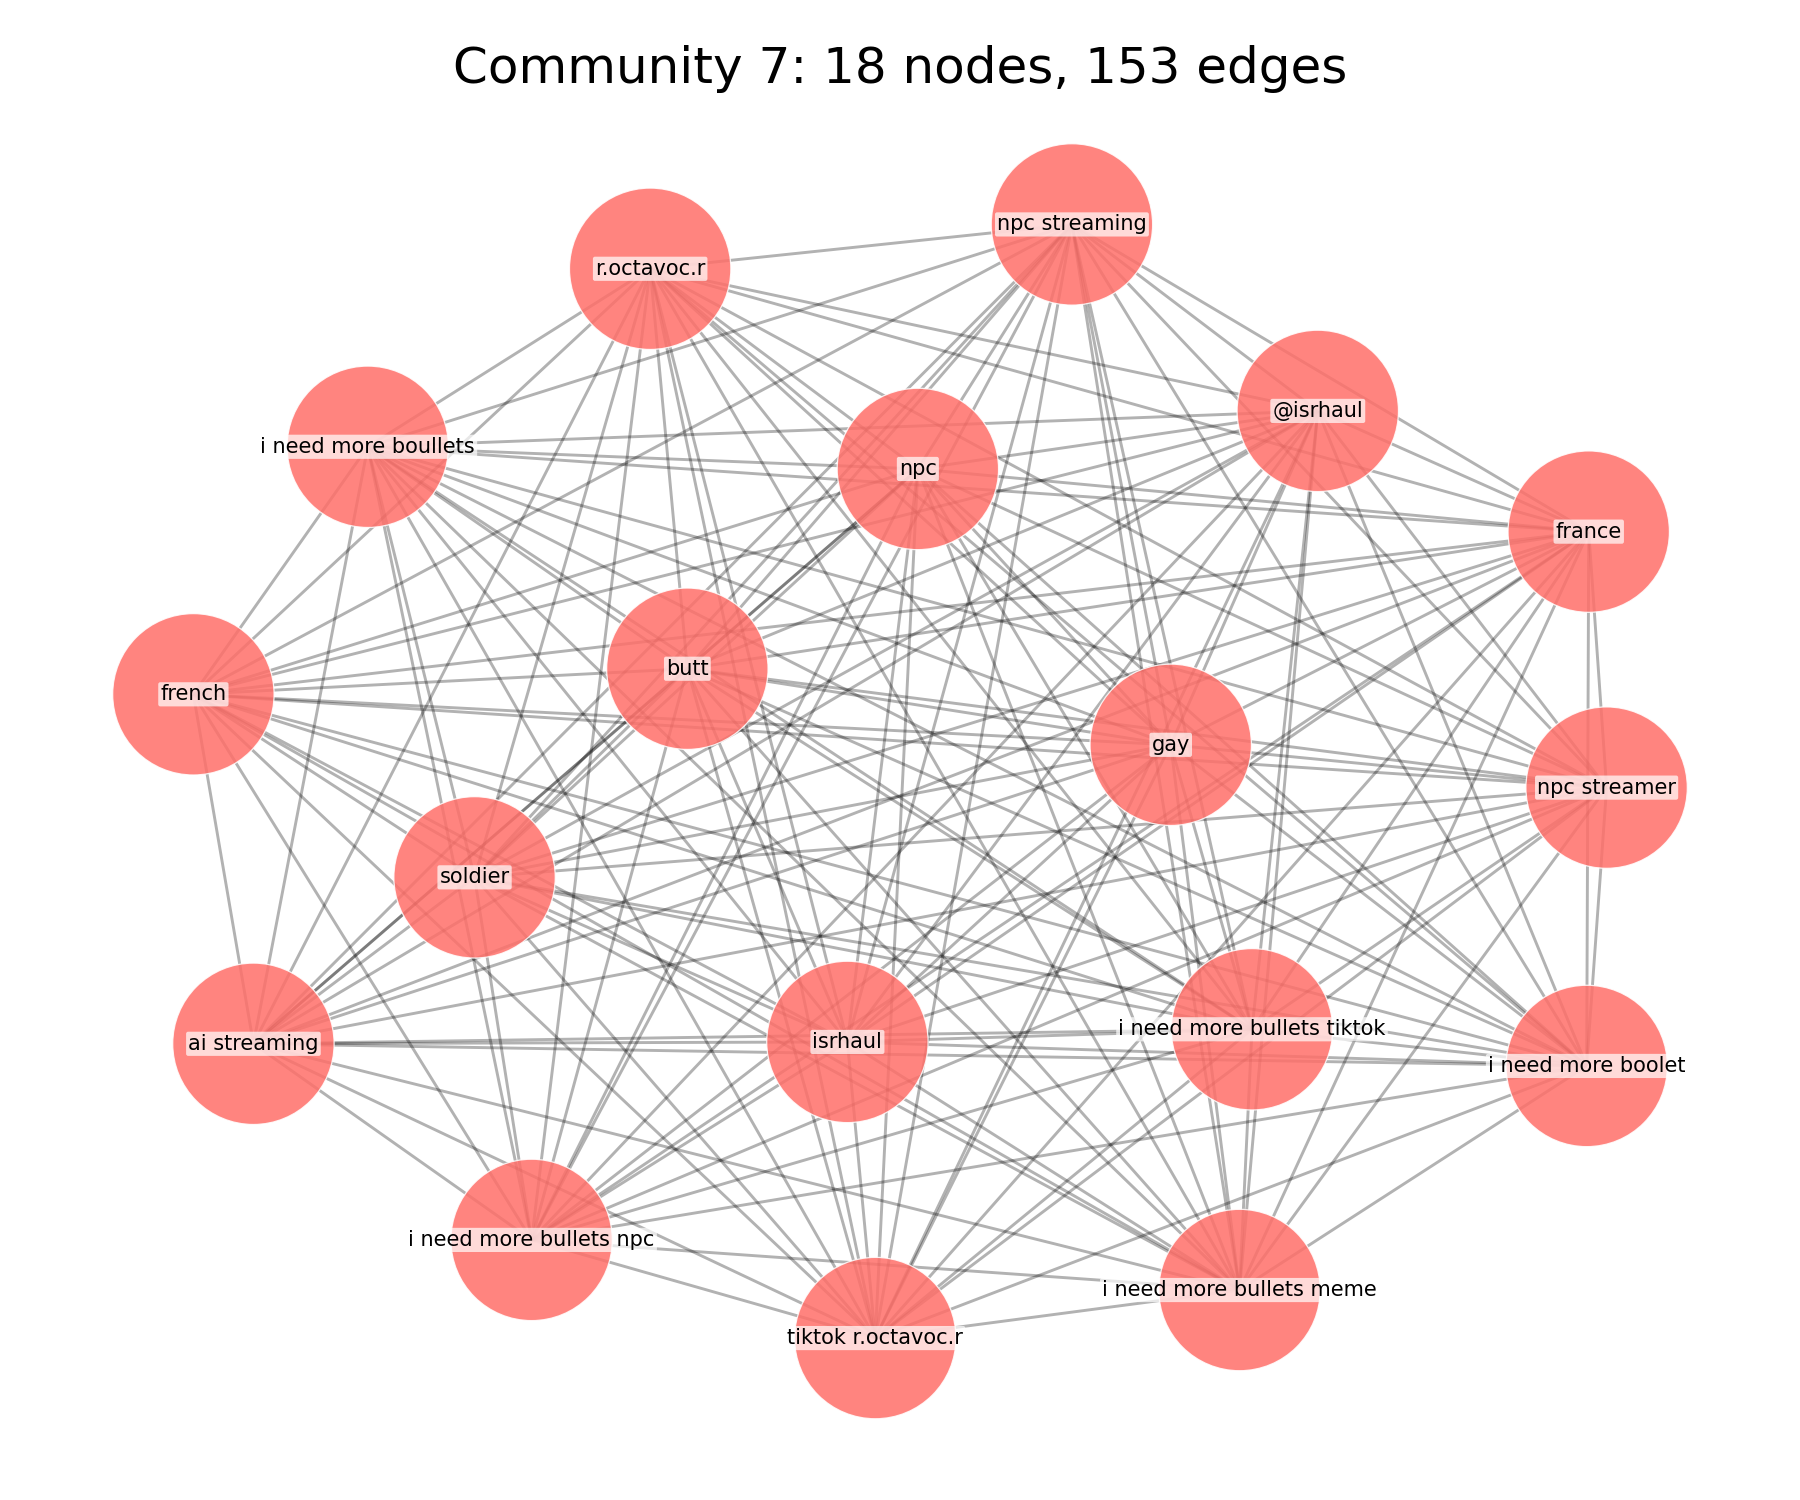 Community 7: 18 nodes, 153 edges
npc streaming
r.octavoc.r
@isrhaul
i need more boullets
npc
france
butt
french
gay
npc streamer
soldier
i need more bullets tiktok
isrhaul
ai streaming
i need more boolet
i need more bullets npc
i need more bullets meme
tiktok r.octavoc.r